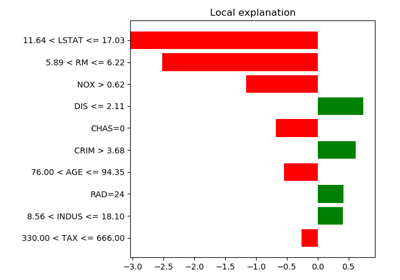 Local explanation
11.64 < LSTAT <= 17.03
5.89 < RM <= 6.22
NOX > 0.62
DIS <= 2.11
CHAS=0
CRIM > 3.68
76.00 < AGE <= 94.35
RAD=24
8.56 < INDUS <= 18.10
330.00 < TAX <= 666.00
−3.0 −2.5 −2.0 −1.5 −1.0 −0.5 0.0 0.5